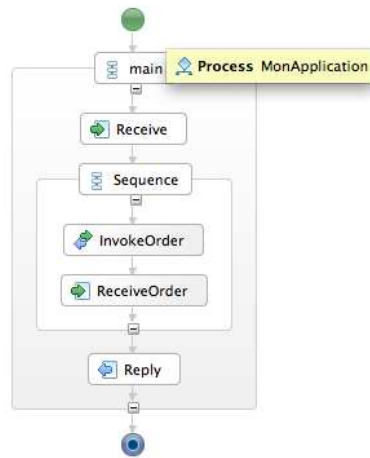 main
Process MonApplication
Receive
Sequence
InvokeOrder
ReceiveOrder
Reply